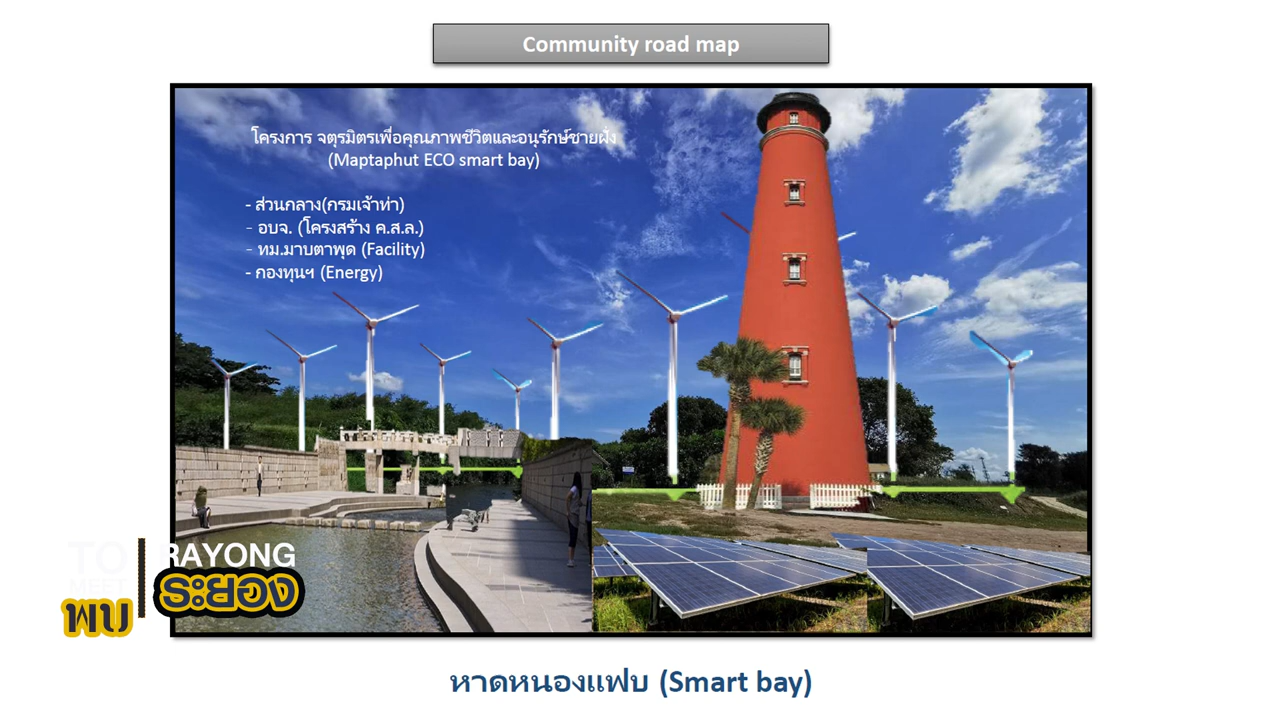 Community road map
โครงการ จตุรมิตรเพื่อคุณภาพชีวิตและอนุรักษ์ชายฝั่ง
(Maptaphut ECO smart bay)
- ส่วนกลาง(กรมเจ้าท่า)
- อบจ. (โครงสร้าง ค.ส.ล.)
- ทม.มาบตาพุด (Facility)
- กองทุนฯ (Energy)
TO
MEET
พบ
RAYONG
ระยอง
หาดหนองแฟบ (Smart bay)